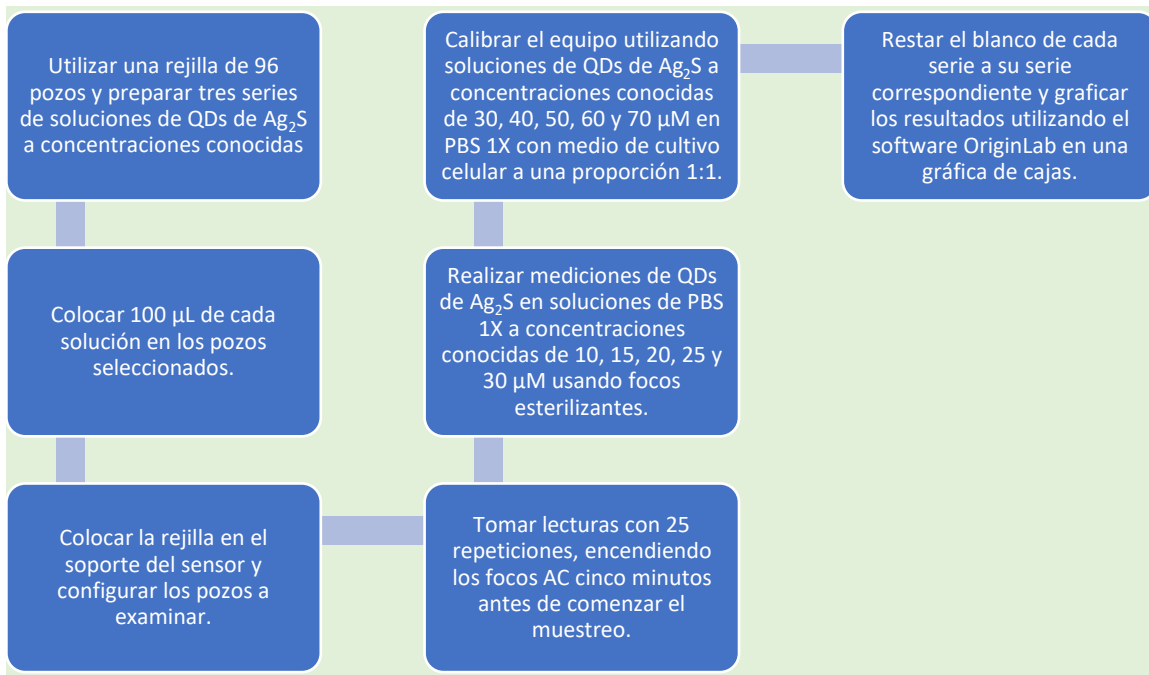 Utilizar una rejilla de 96
pozos y preparar tres series
de soluciones de QDs de Ag₂S
a concentraciones conocidas
Colocar 100 µL de cada
solución en los pozos
seleccionados.
Colocar la rejilla en el
soporte del sensor y
configurar los pozos a
examinar.
Tomar lecturas con 25
repeticiones, encendiendo
los focos AC cinco minutos
antes de comenzar el
muestreo.
Realizar mediciones de QDs
de Ag₂S en soluciones de PBS
1X a concentraciones
conocidas de 10, 15, 20, 25 y
30 µM usando focos
esterilizantes.
Calibrar el equipo utilizando
soluciones de QDs de Ag₂S a
concentraciones conocidas
de 30, 40, 50, 60 y 70 µM en
PBS 1X con medio de cultivo
celular a una proporción 1:1.
Restar el blanco de cada
serie a su serie
correspondiente y graficar
los resultados utilizando el
software OriginLab en una
gráfica de cajas.